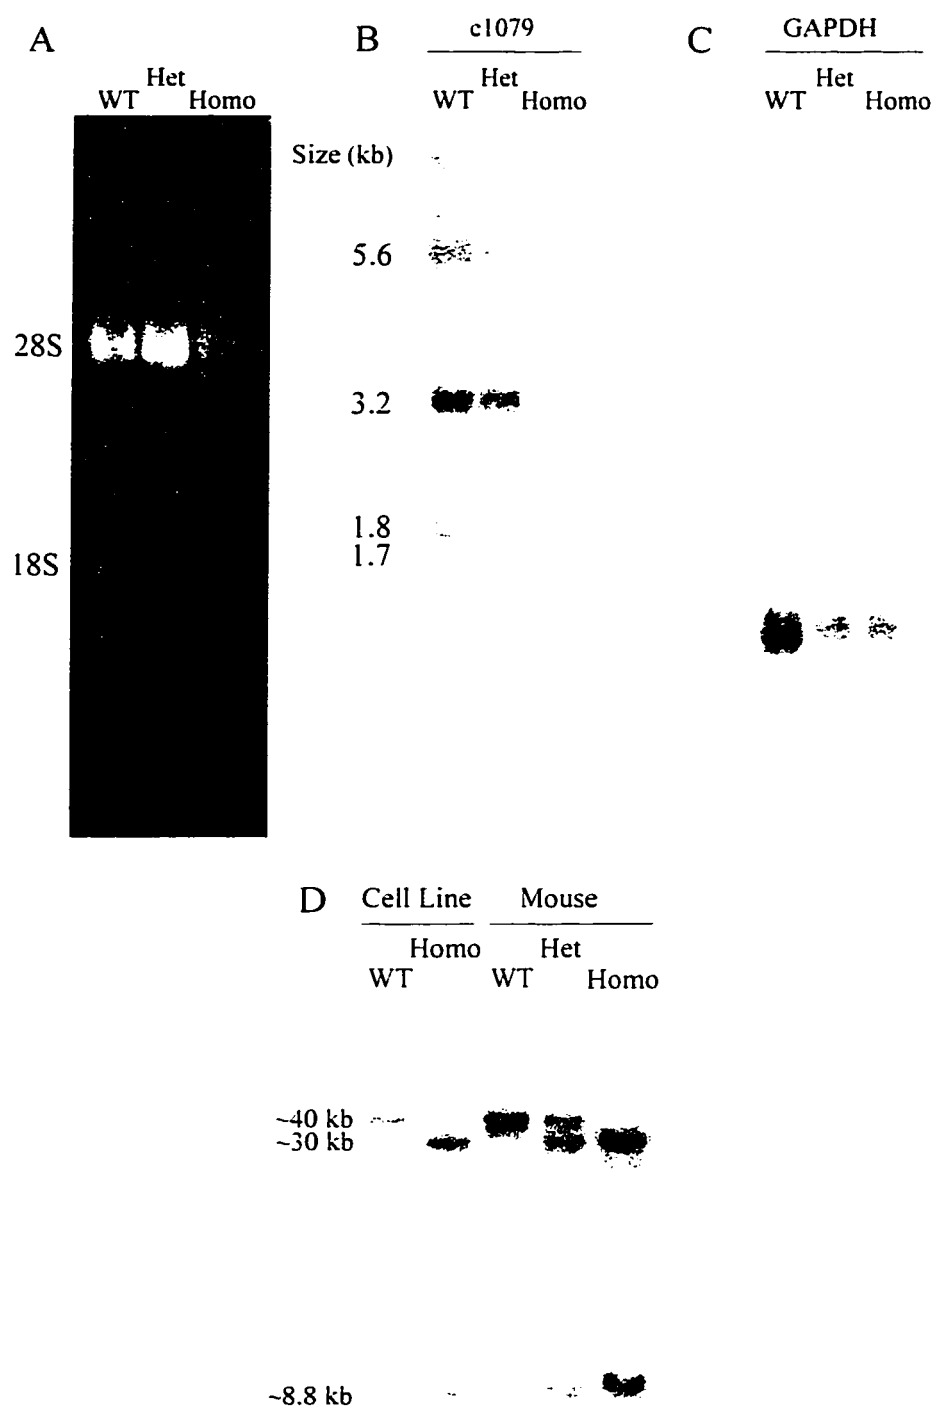 A
Het
WT
Homo
28S
18S
B
c1079
Het
WT
Homo
Size (kb)
5.6
3.2
1.8
1.7
C
GAPDH
Het
WT
Homo
D
Cell Line
Mouse
Homo
Het
WT
WT
Homo
~40 kb
~30 kb
~8.8 kb